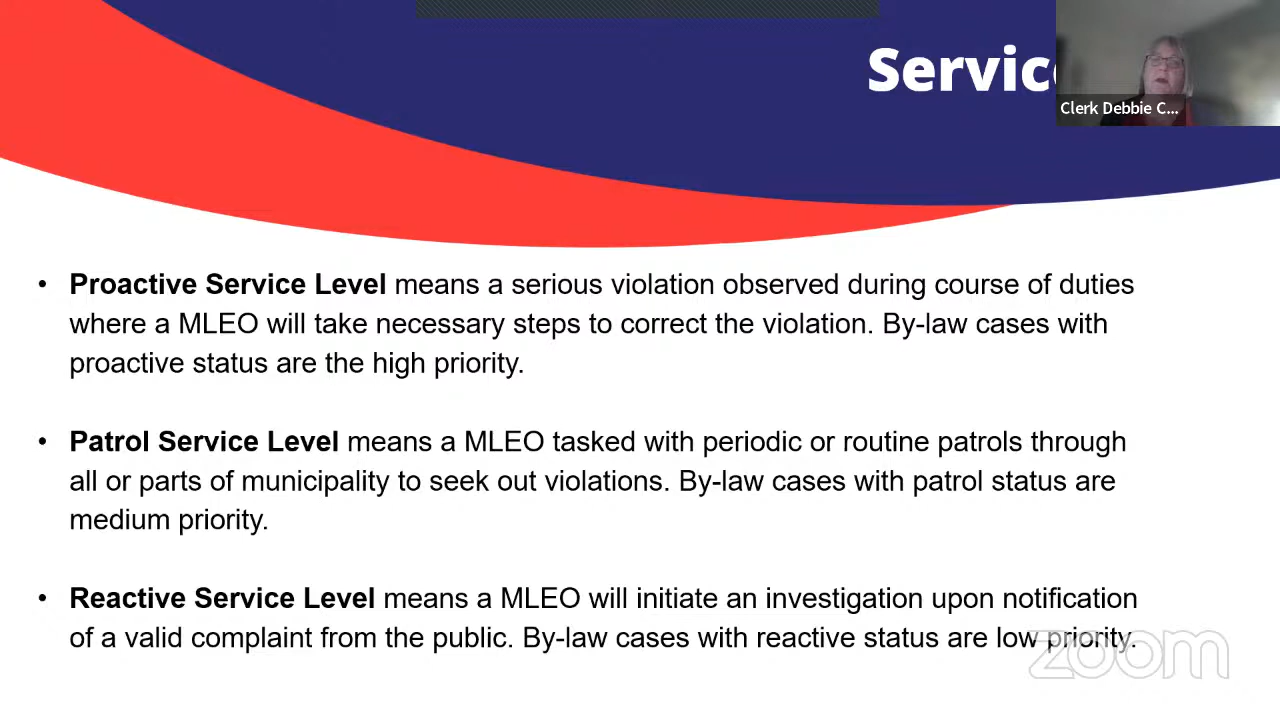 Servic
Clerk Debbie C...
• Proactive Service Level means a serious violation observed during course of duties
where a MLEO will take necessary steps to correct the violation. By-law cases with
proactive status are the high priority.
• Patrol Service Level means a MLEO tasked with periodic or routine patrols through
all or parts of municipality to seek out violations. By-law cases with patrol status are
medium priority.
• Reactive Service Level means a MLEO will initiate an investigation upon notification
of a valid complaint from the public. By-law cases with reactive status are low priority.
zoom